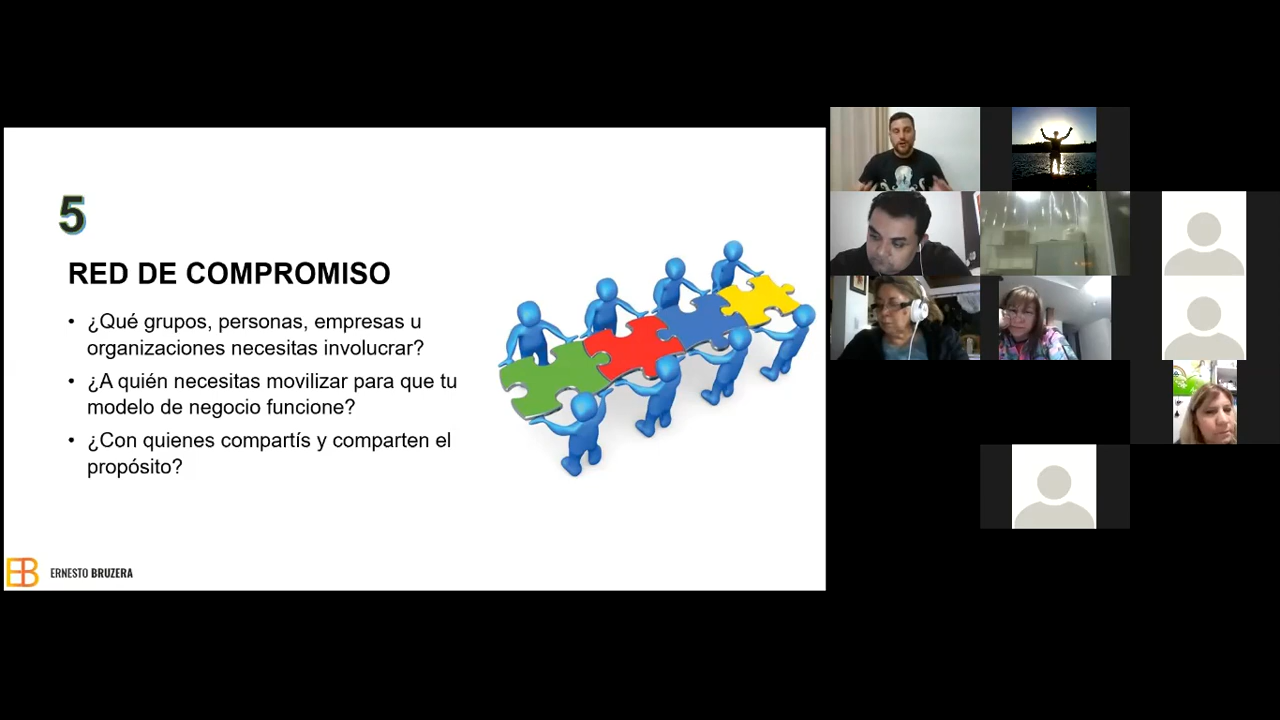 5
RED DE COMPROMISO
• ¿Qué grupos, personas, empresas u
organizaciones necesitas involucrar?
• ¿A quién necesitas movilizar para que tu
modelo de negocio funcione?
• ¿Con quienes compartís y comparten el
propósito?
EB ERNESTO BRUZERA